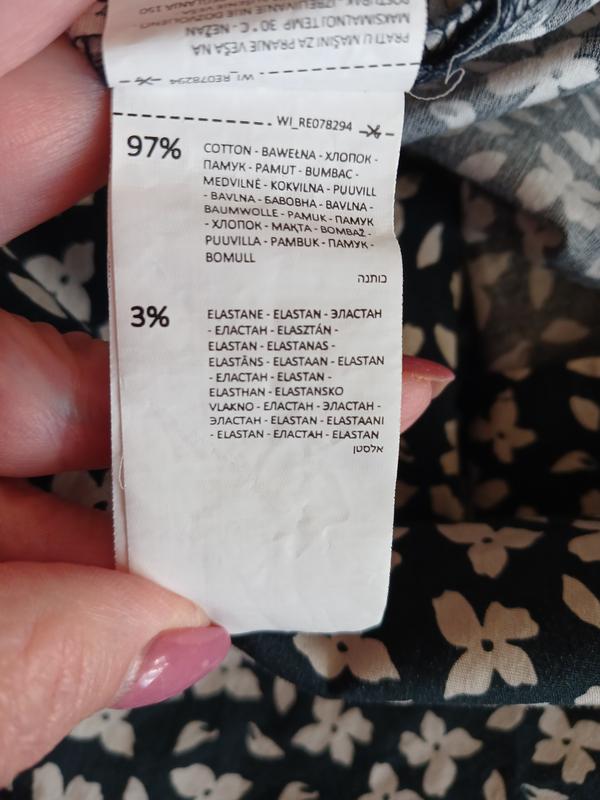 MAKSIMALNOJ TEMP 30°C - NEŽAN
PRATI U MAŠINI ZA PRANJE VEŠA NA
WI_RE078294
WI_RE078294
97%
COTTON - BAWEŁNA - ХЛОПОК -
ПАМУК - PAMUT - BUMBAC -
MEDVILNĖ - KOKVILNA - PUUVILL
- BAVLNA - БАВОВНА - BAVLNA -
BAUMWOLLE - PAMUK - ПАМУК
- ХЛОПОК - МАҚТА - BOMBAŽ -
PUUVILLA - PAMBUK - ПАМУК -
BOMULL
כותנה
3%
ELASTANE - ELASTAN - ЭЛАСТАН
- ЕЛАСТАН - ELASZTÁN -
ELASTAN - ELASTANAS -
ELASTĀNS - ELASTAAN - ELASTAN
- ЕЛАСТАН - ELASTAN -
ELASTHAN - ELASTANSKO
VLAKNO - ЕЛАСТАН - ЭЛАСТАН -
ЭЛАСТАН - ELASTAN - ELASTAANI
- ELASTAN - ЕЛАСТАН - ELASTAN
אלסטן